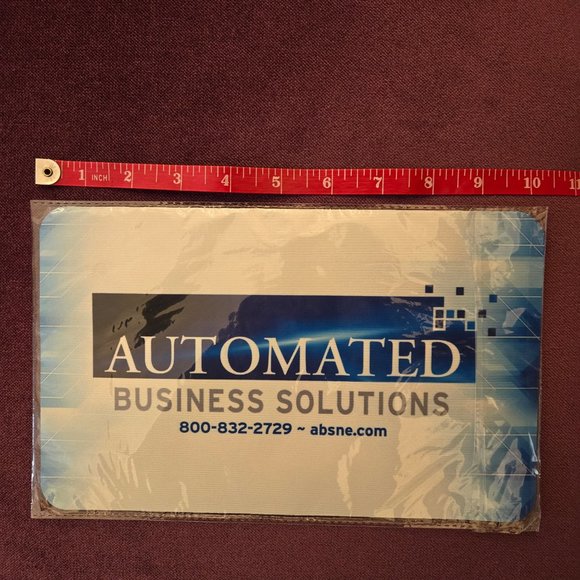 1 INCH 2 3 4 5 6 7 8 9 10 11
AUTOMATED
BUSINESS SOLUTIONS
800-832-2729 ~ absne.com